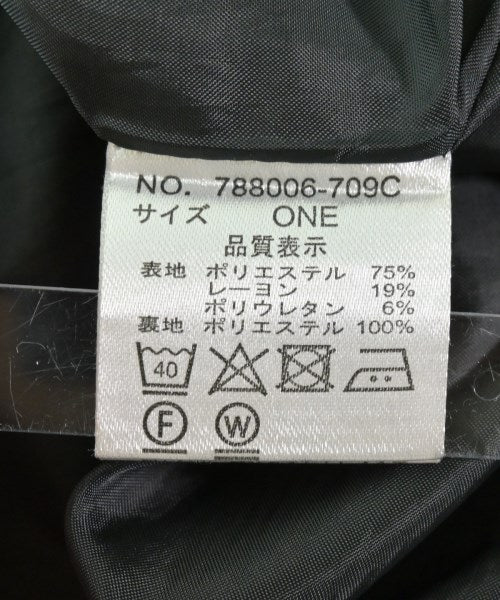 NO. 788006-709C
サイズ ONE
品質表示
表地 ポリエステル 75%
レーヨン 19%
ポリウレタン 6%
裏地 ポリエステル 100%
40
F W